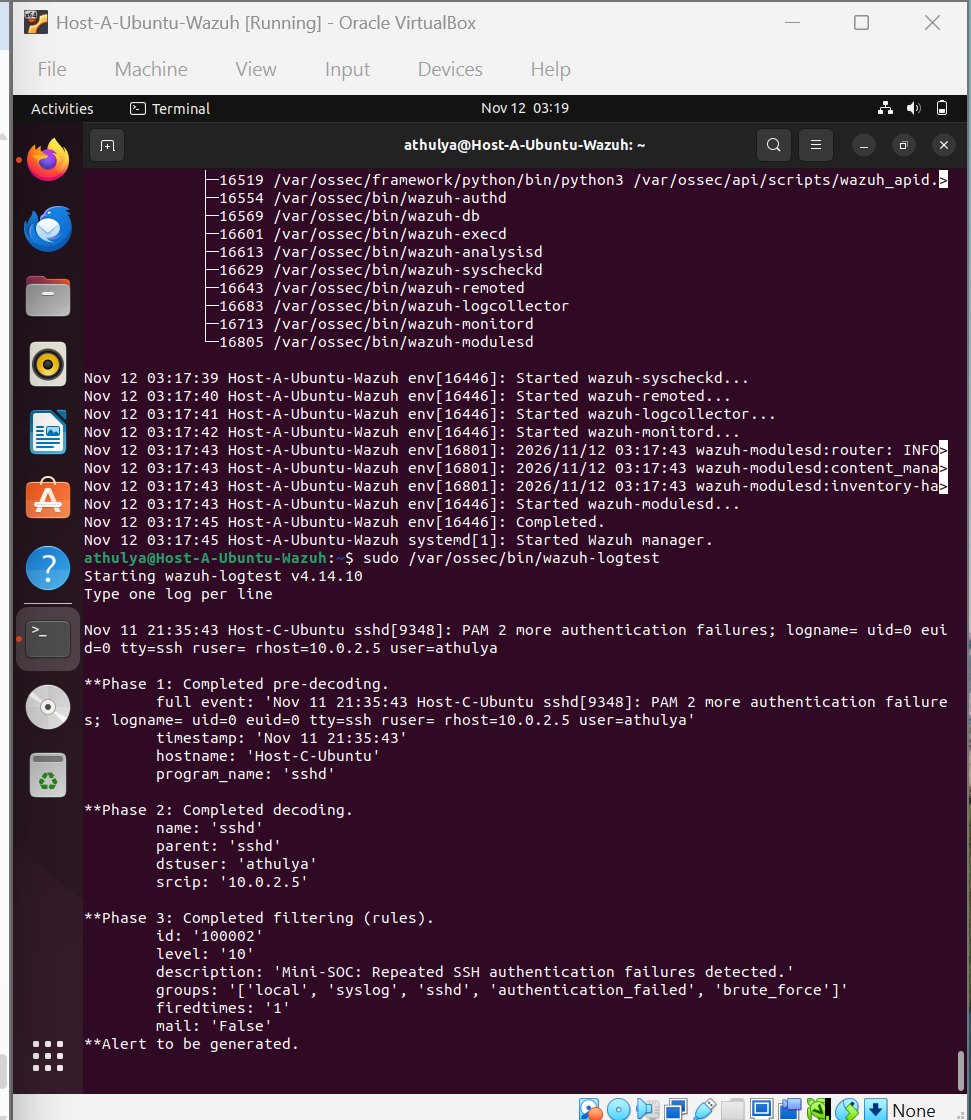 Host-A-Ubuntu-Wazuh [Running] - Oracle VirtualBox
File Machine View Input Devices Help
Activities Terminal Nov 12 03:19
athulya@Host-A-Ubuntu-Wazuh: ~
├─16519 /var/ossec/framework/python/bin/python3 /var/ossec/api/scripts/wazuh_apid.>
├─16554 /var/ossec/bin/wazuh-authd
├─16569 /var/ossec/bin/wazuh-db
├─16601 /var/ossec/bin/wazuh-execd
├─16613 /var/ossec/bin/wazuh-analysisd
├─16629 /var/ossec/bin/wazuh-syscheckd
├─16643 /var/ossec/bin/wazuh-remoted
├─16683 /var/ossec/bin/wazuh-logcollector
├─16713 /var/ossec/bin/wazuh-monitord
└─16805 /var/ossec/bin/wazuh-modulesd
Nov 12 03:17:39 Host-A-Ubuntu-Wazuh env[16446]: Started wazuh-syscheckd...
Nov 12 03:17:40 Host-A-Ubuntu-Wazuh env[16446]: Started wazuh-remoted...
Nov 12 03:17:41 Host-A-Ubuntu-Wazuh env[16446]: Started wazuh-logcollector...
Nov 12 03:17:42 Host-A-Ubuntu-Wazuh env[16446]: Started wazuh-monitord...
Nov 12 03:17:43 Host-A-Ubuntu-Wazuh env[16801]: 2026/11/12 03:17:43 wazuh-modulesd:router: INFO>
Nov 12 03:17:43 Host-A-Ubuntu-Wazuh env[16801]: 2026/11/12 03:17:43 wazuh-modulesd:content_mana>
Nov 12 03:17:43 Host-A-Ubuntu-Wazuh env[16801]: 2026/11/12 03:17:43 wazuh-modulesd:inventory-ha>
Nov 12 03:17:43 Host-A-Ubuntu-Wazuh env[16446]: Started wazuh-modulesd...
Nov 12 03:17:45 Host-A-Ubuntu-Wazuh env[16446]: Completed.
Nov 12 03:17:45 Host-A-Ubuntu-Wazuh systemd[1]: Started Wazuh manager.
athulya@Host-A-Ubuntu-Wazuh:~$ sudo /var/ossec/bin/wazuh-logtest
Starting wazuh-logtest v4.14.10
Type one log per line
Nov 11 21:35:43 Host-C-Ubuntu sshd[9348]: PAM 2 more authentication failures; logname= uid=0 eui
d=0 tty=ssh ruser= rhost=10.0.2.5 user=athulya
**Phase 1: Completed pre-decoding.
full event: 'Nov 11 21:35:43 Host-C-Ubuntu sshd[9348]: PAM 2 more authentication failure
s; logname= uid=0 euid=0 tty=ssh ruser= rhost=10.0.2.5 user=athulya'
timestamp: 'Nov 11 21:35:43'
hostname: 'Host-C-Ubuntu'
program_name: 'sshd'
**Phase 2: Completed decoding.
name: 'sshd'
parent: 'sshd'
dstuser: 'athulya'
srcip: '10.0.2.5'
**Phase 3: Completed filtering (rules).
id: '100002'
level: '10'
description: 'Mini-SOC: Repeated SSH authentication failures detected.'
groups: '['local', 'syslog', 'sshd', 'authentication_failed', 'brute_force']'
firedtimes: '1'
mail: 'False'
**Alert to be generated.
None